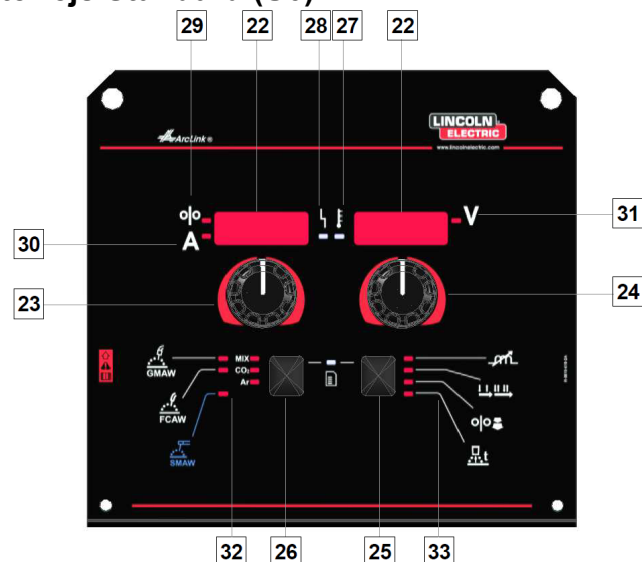 29 22 28 27 22
ArcLink®
LINCOLN
ELECTRIC
www.lincolnelectric.com
31
V
30
A
23
24
GMAW
MIX
CO₂
Ar
FCAW
SMAW
t
32 26 25 33